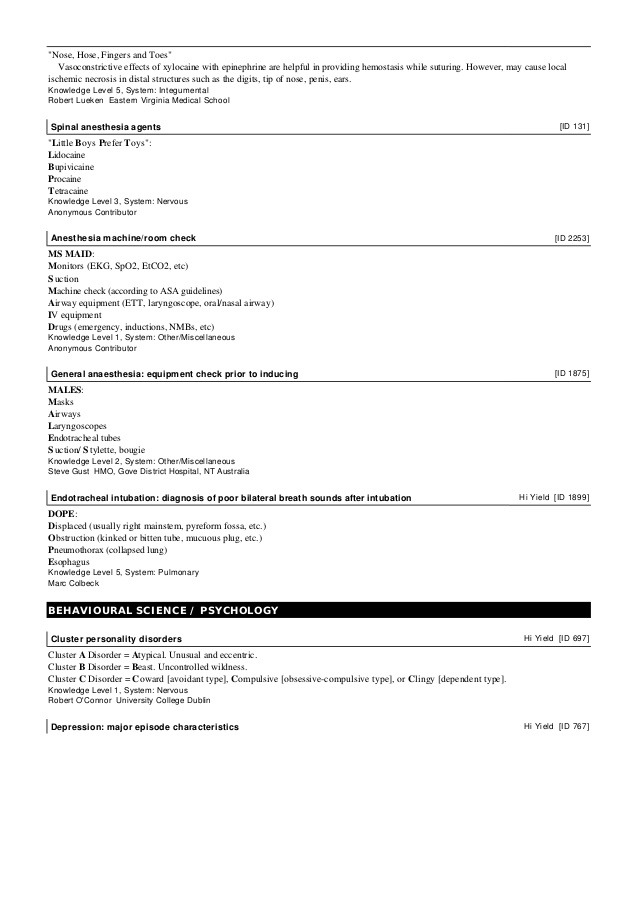 "Nose, Hose, Fingers and Toes"
Vasoconstrictive effects of xylocaine with epinephrine are helpful in providing hemostasis while suturing. However, may cause local
ischemic necrosis in distal structures such as the digits, tip of nose, penis, ears.
Knowledge Level 5, System: Integumental
Robert Lueken Eastern Virginia Medical School
Spinal anesthesia agents [ID 131]
"Little Boys Prefer Toys":
Lidocaine
Bupivicaine
Procaine
Tetracaine
Knowledge Level 3, System: Nervous
Anonymous Contributor
Anesthesia machine/room check [ID 2253]
MS MAID:
Monitors (EKG, SpO2, EtCO2, etc)
Suction
Machine check (according to ASA guidelines)
Airway equipment (ETT, laryngoscope, oral/nasal airway)
IV equipment
Drugs (emergency, inductions, NMBs, etc)
Knowledge Level 1, System: Other/Miscellaneous
Anonymous Contributor
General anaesthesia: equipment check prior to inducing [ID 1875]
MALES:
Masks
Airways
Laryngoscopes
Endotracheal tubes
Suction/ Stylette, bougie
Knowledge Level 2, System: Other/Miscellaneous
Steve Gust HMO, Gove District Hospital, NT Australia
Endotracheal intubation: diagnosis of poor bilateral breath sounds after intubation Hi Yield [ID 1899]
DOPE:
Displaced (usually right mainstem, pyreform fossa, etc.)
Obstruction (kinked or bitten tube, mucuous plug, etc.)
Pneumothorax (collapsed lung)
Esophagus
Knowledge Level 5, System: Pulmonary
Marc Colbeck
BEHAVIOURAL SCIENCE / PSYCHOLOGY
Cluster personality disorders Hi Yield [ID 697]
Cluster A Disorder = Atypical. Unusual and eccentric.
Cluster B Disorder = Beast. Uncontrolled wildness.
Cluster C Disorder = Coward [avoidant type], Compulsive [obsessive-compulsive type], or Clingy [dependent type].
Knowledge Level 1, System: Nervous
Robert O'Connor University College Dublin
Depression: major episode characteristics Hi Yield [ID 767]